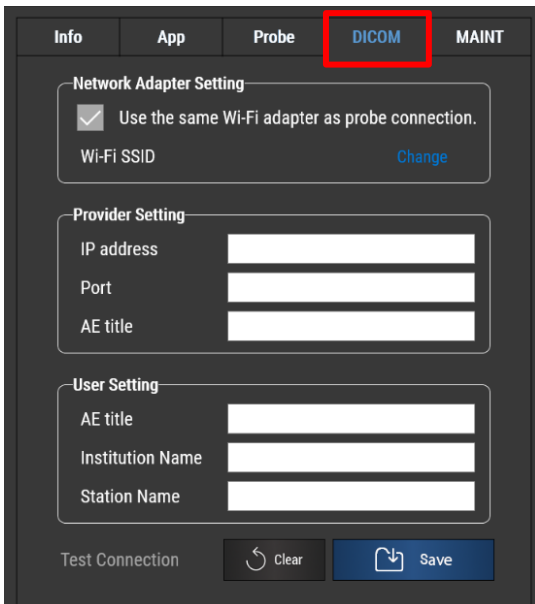 Info App Probe DICOM MAINT
Network Adapter Setting
Use the same Wi-Fi adapter as probe connection.
Wi-Fi SSID Change
Provider Setting
IP address
Port
AE title
User Setting
AE title
Institution Name
Station Name
Test Connection Clear Save